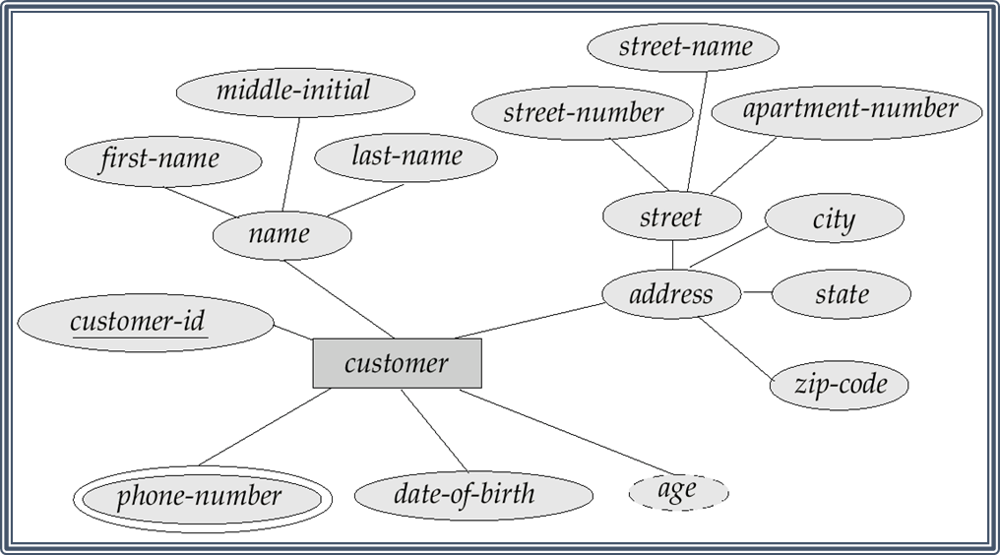 street-name
middle-initial
street-number
apartment-number
first-name
last-name
name
street
city
customer-id
address
state
customer
zip-code
phone-number
date-of-birth
age